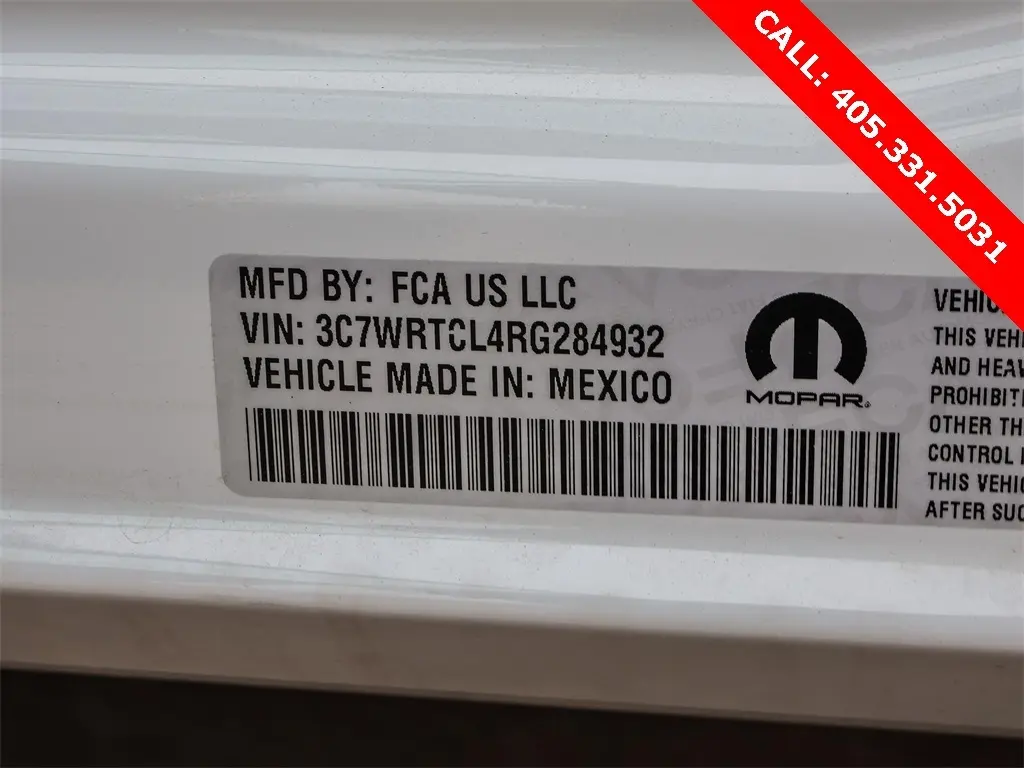 CALL: 405.331.5031
MFD BY: FCA US LLC
VIN: 3C7WRTCL4RG284932
VEHICLE MADE IN: MEXICO
MOPAR
THIS VEH
AND HEAV
PROHIBIT
OTHER TH
CONTROL
THIS VEHIC
AFTER SUC